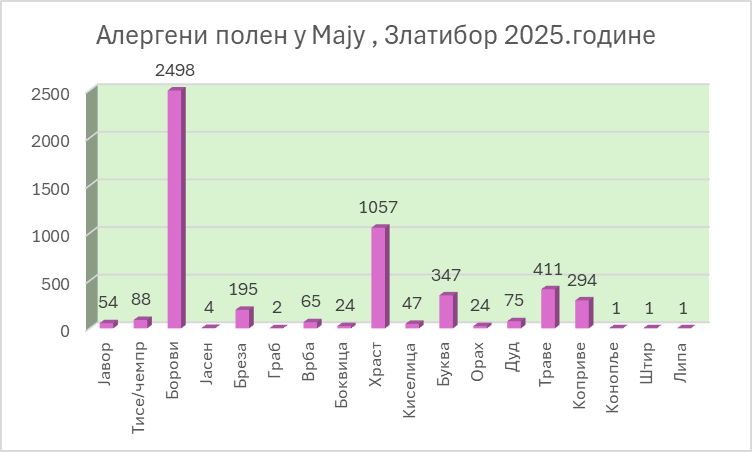 Алергени полен у Мају , Златибор 2025.године
2500
2000
1500
1000
500
0
54
88
2498
4
195
2
65
24
1057
47
347
24
75
411
294
1
1
1
Јавор
Тисе/чемпр
Борови
Јасен
Бреза
Граб
Врба
Боквица
Храст
Киселица
Буква
Орах
Дуд
Траве
Коприве
Конопље
Штир
Липа